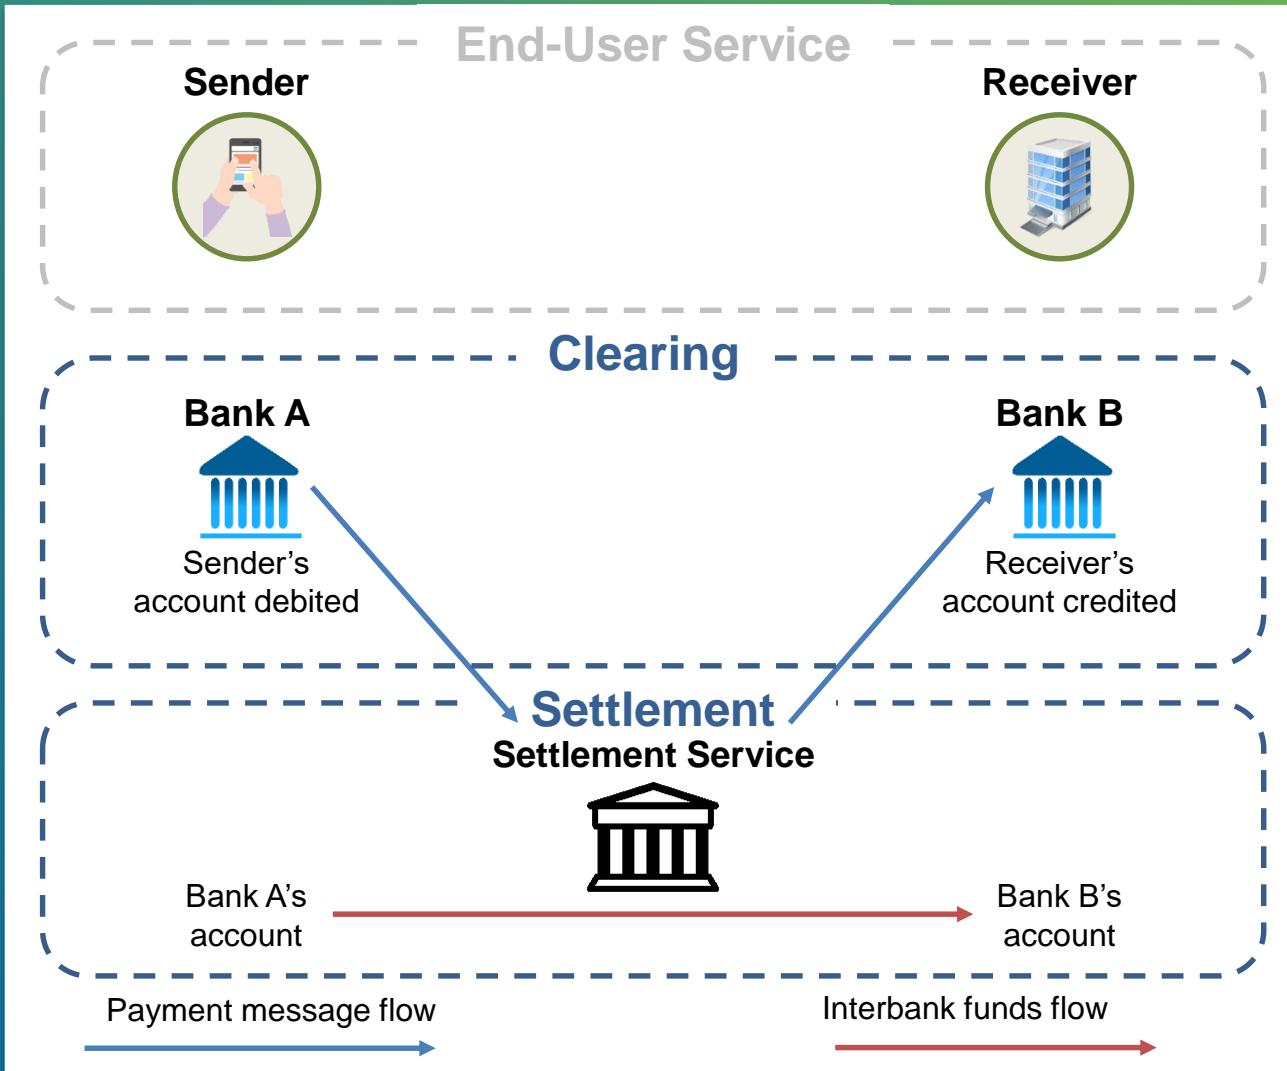 End-User Service
Sender
Receiver
Clearing
Bank A
Bank B
Sender’s
account debited
Receiver’s
account credited
Settlement
Settlement Service
Bank A’s
account
Bank B’s
account
Payment message flow
Interbank funds flow